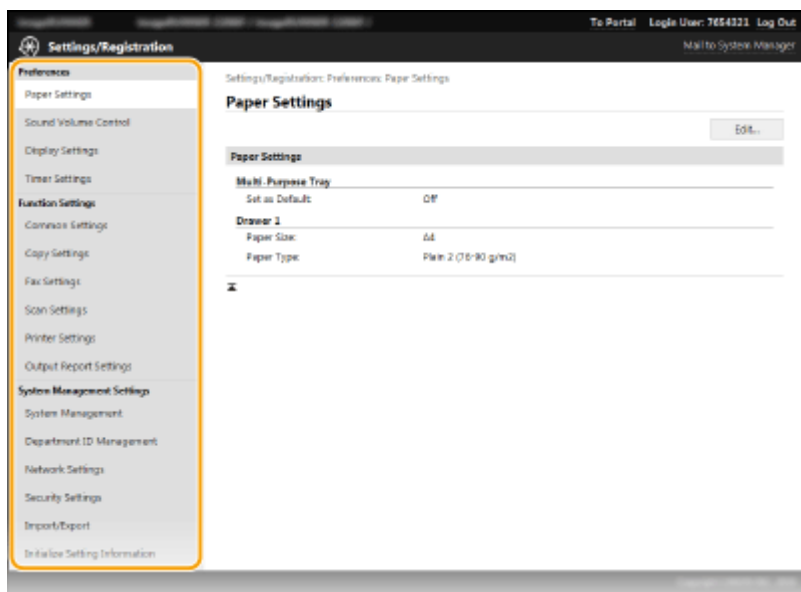 To Portal Login User: 7654321 Log Out
Settings/Registration
Mail to System Manager
Preferences
Paper Settings
Sound Volume Control
Display Settings
Timer Settings
Function Settings
Common Settings
Copy Settings
Fax Settings
Scan Settings
Printer Settings
Output Report Settings
System Management Settings
System Management
Department ID Management
Network Settings
Security Settings
Import/Export
Initialize Setting Information
Settings/Registration: Preferences: Paper Settings
Paper Settings
Edit...
Paper Settings
Multi-Purpose Tray
Set as Default: Off
Drawer 1
Paper Size: A4
Paper Type: Plain 2 (76-90 g/m2)